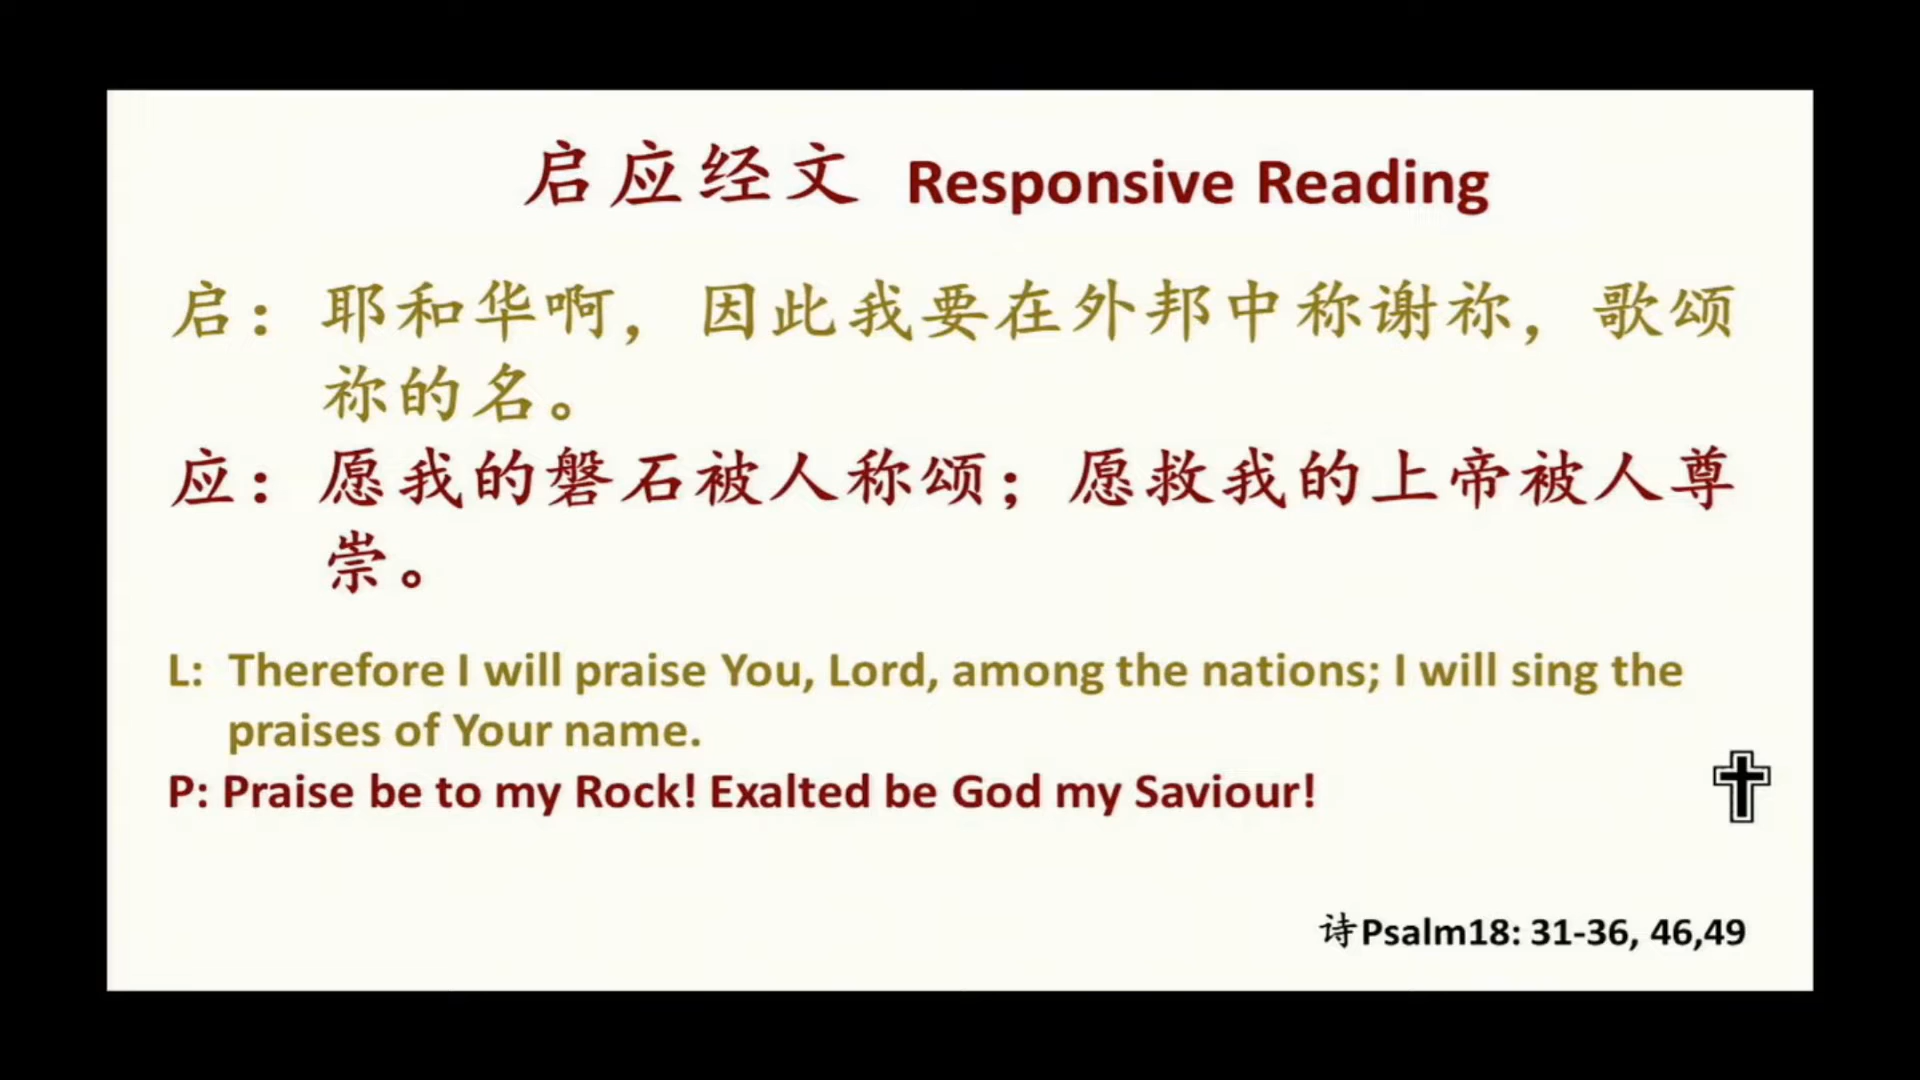 启应经文 Responsive Reading
启：耶和华啊，因此我要在外邦中称谢祢，歌颂
祢的名。
应：愿我的磐石被人称颂；愿救我的上帝被人尊
崇。
L: Therefore I will praise You, Lord, among the nations; I will sing the
praises of Your name.
P: Praise be to my Rock! Exalted be God my Saviour!
诗Psalm18: 31-36, 46,49